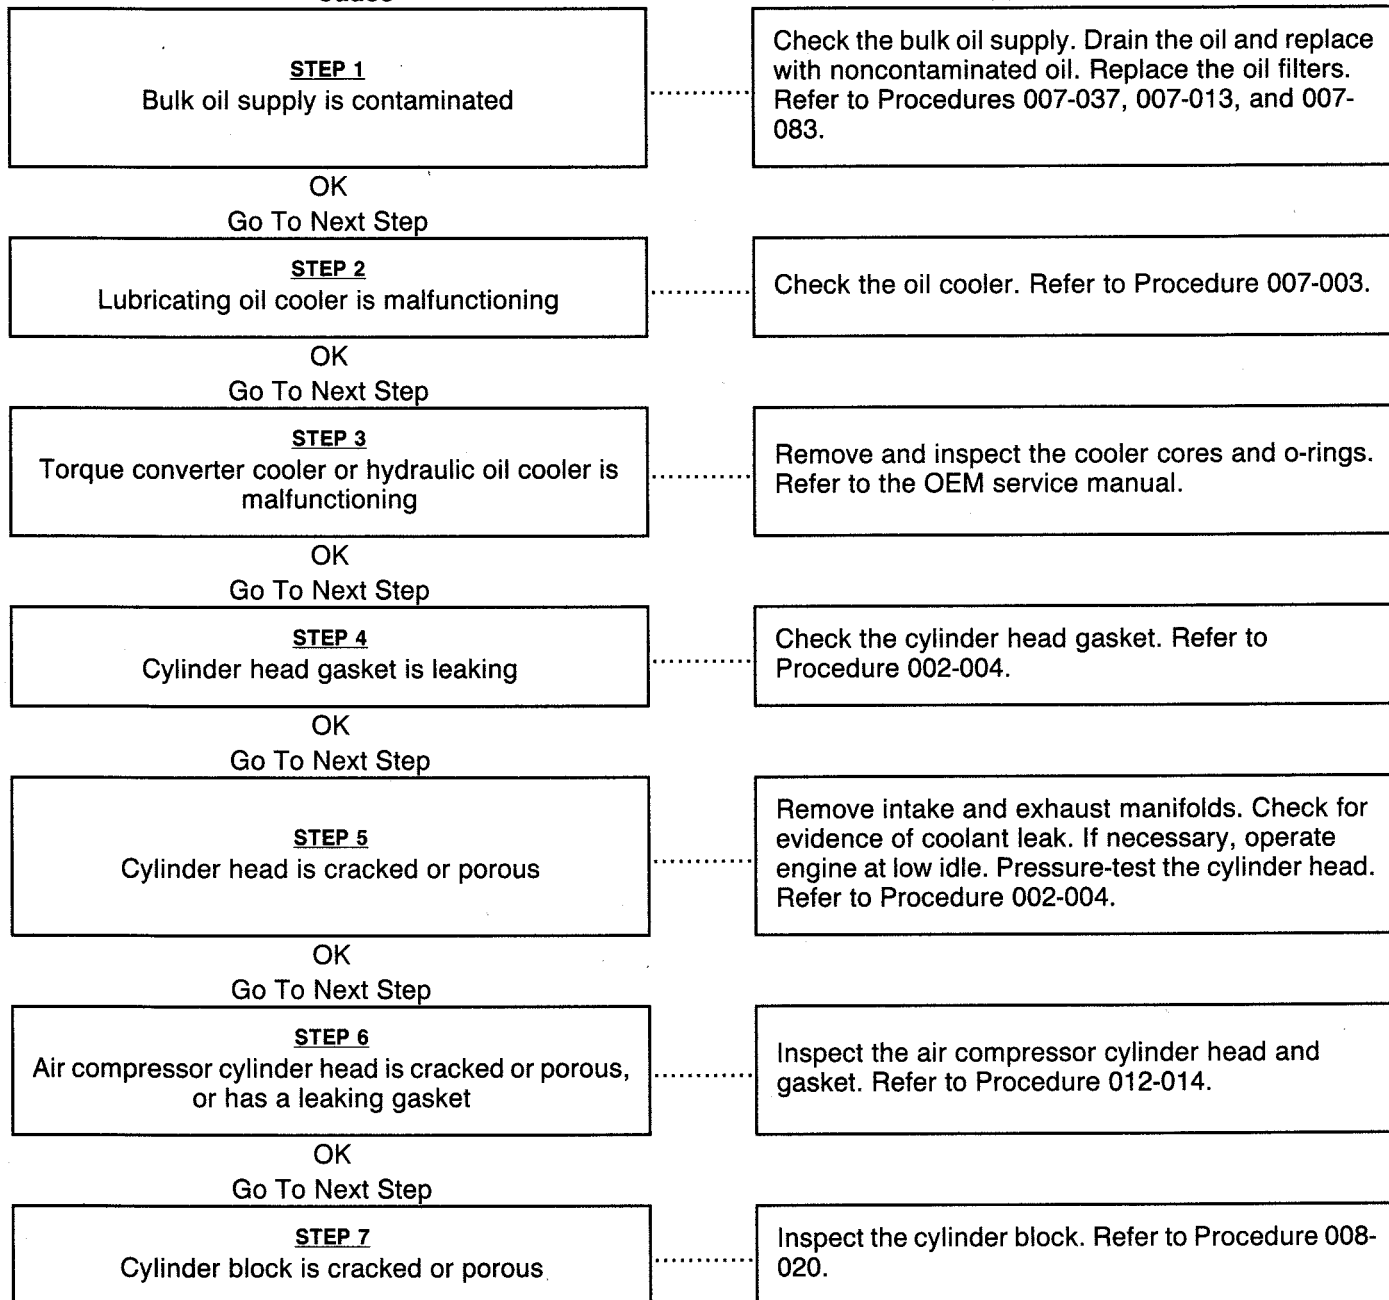 STEP 1
Bulk oil supply is contaminated
Check the bulk oil supply. Drain the oil and replace
with noncontaminated oil. Replace the oil filters.
Refer to Procedures 007-037, 007-013, and 007-
083.
OK
Go To Next Step
STEP 2
Lubricating oil cooler is malfunctioning
Check the oil cooler. Refer to Procedure 007-003.
OK
Go To Next Step
STEP 3
Torque converter cooler or hydraulic oil cooler is
malfunctioning
Remove and inspect the cooler cores and o-rings.
Refer to the OEM service manual.
OK
Go To Next Step
STEP 4
Cylinder head gasket is leaking
Check the cylinder head gasket. Refer to
Procedure 002-004.
OK
Go To Next Step
STEP 5
Cylinder head is cracked or porous
Remove intake and exhaust manifolds. Check for
evidence of coolant leak. If necessary, operate
engine at low idle. Pressure-test the cylinder head.
Refer to Procedure 002-004.
OK
Go To Next Step
STEP 6
Air compressor cylinder head is cracked or porous,
or has a leaking gasket
Inspect the air compressor cylinder head and
gasket. Refer to Procedure 012-014.
OK
Go To Next Step
STEP 7
Cylinder block is cracked or porous
Inspect the cylinder block. Refer to Procedure 008-
020.